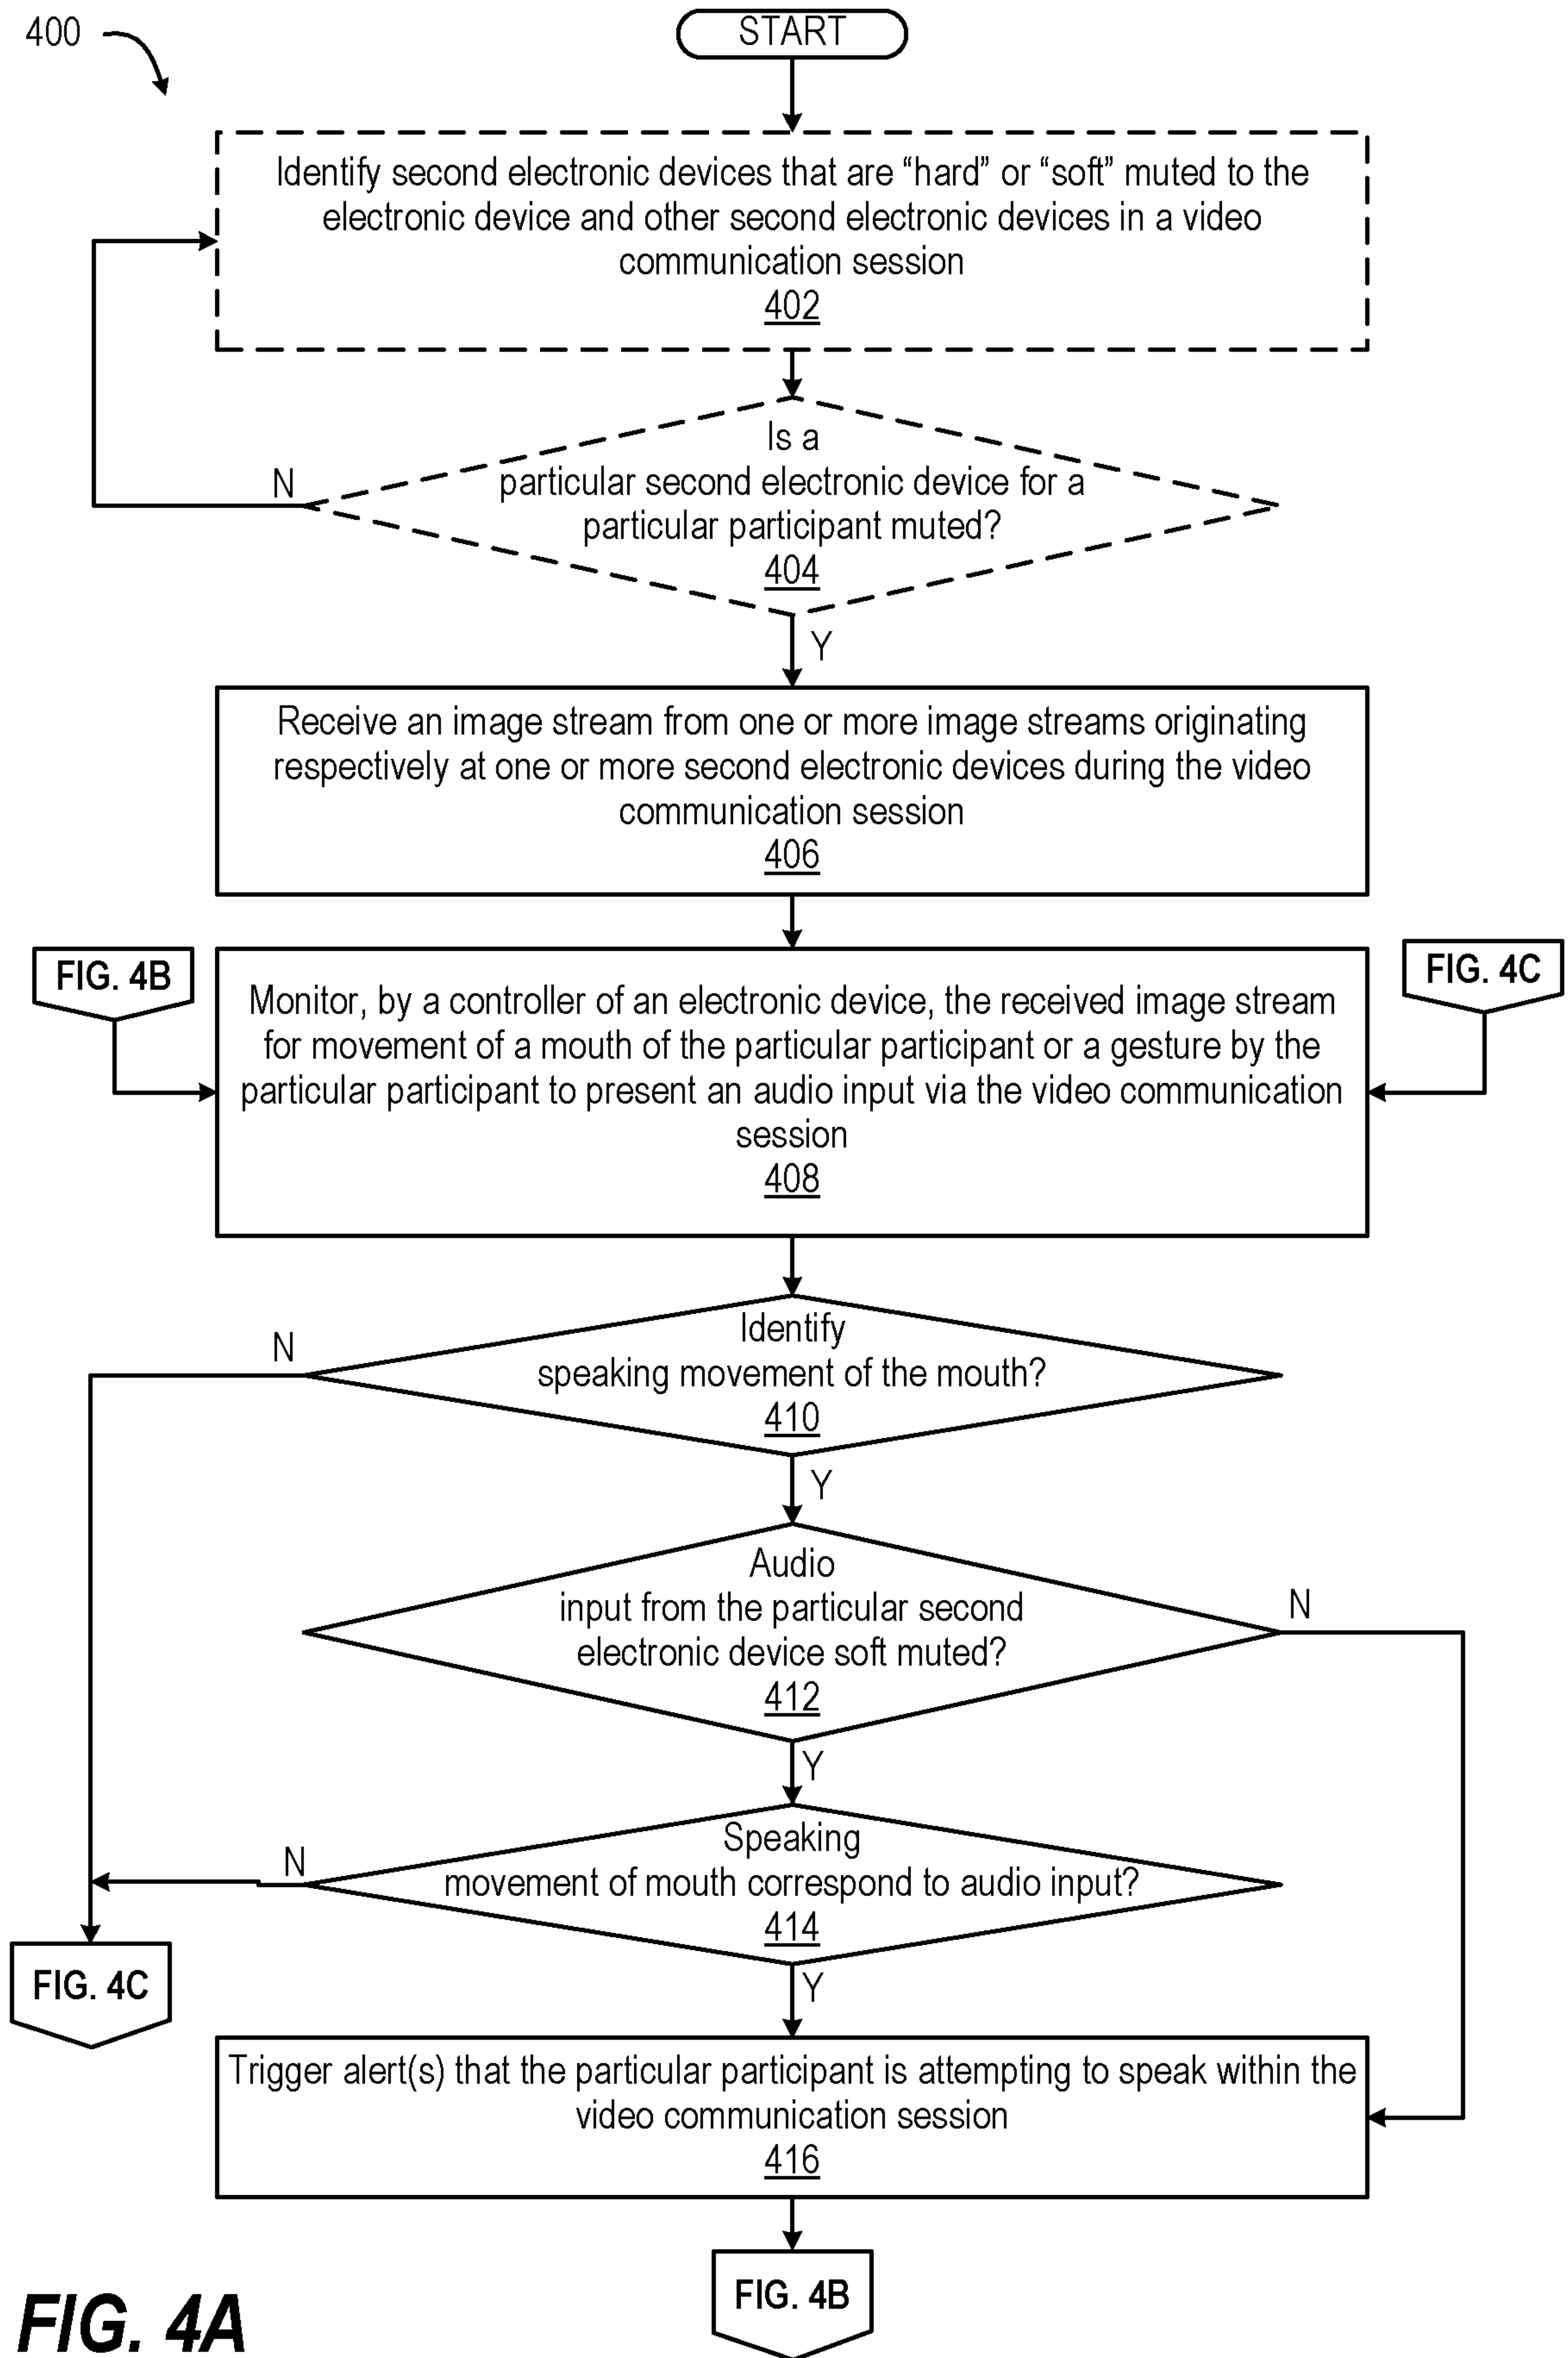 400
START
Identify second electronic devices that are “hard” or “soft” muted to the
electronic device and other second electronic devices in a video
communication session
402
Is a
particular second electronic device for a
particular participant muted?
404
N
Y
Receive an image stream from one or more image streams originating
respectively at one or more second electronic devices during the video
communication session
406
FIG. 4B
FIG. 4C
Monitor, by a controller of an electronic device, the received image stream
for movement of a mouth of the particular participant or a gesture by the
particular participant to present an audio input via the video communication
session
408
Identify
speaking movement of the mouth?
410
N
Y
Audio
input from the particular second
electronic device soft muted?
412
N
Y
Speaking
movement of mouth correspond to audio input?
414
N
Y
FIG. 4C
Trigger alert(s) that the particular participant is attempting to speak within the
video communication session
416
FIG. 4B
FIG. 4A